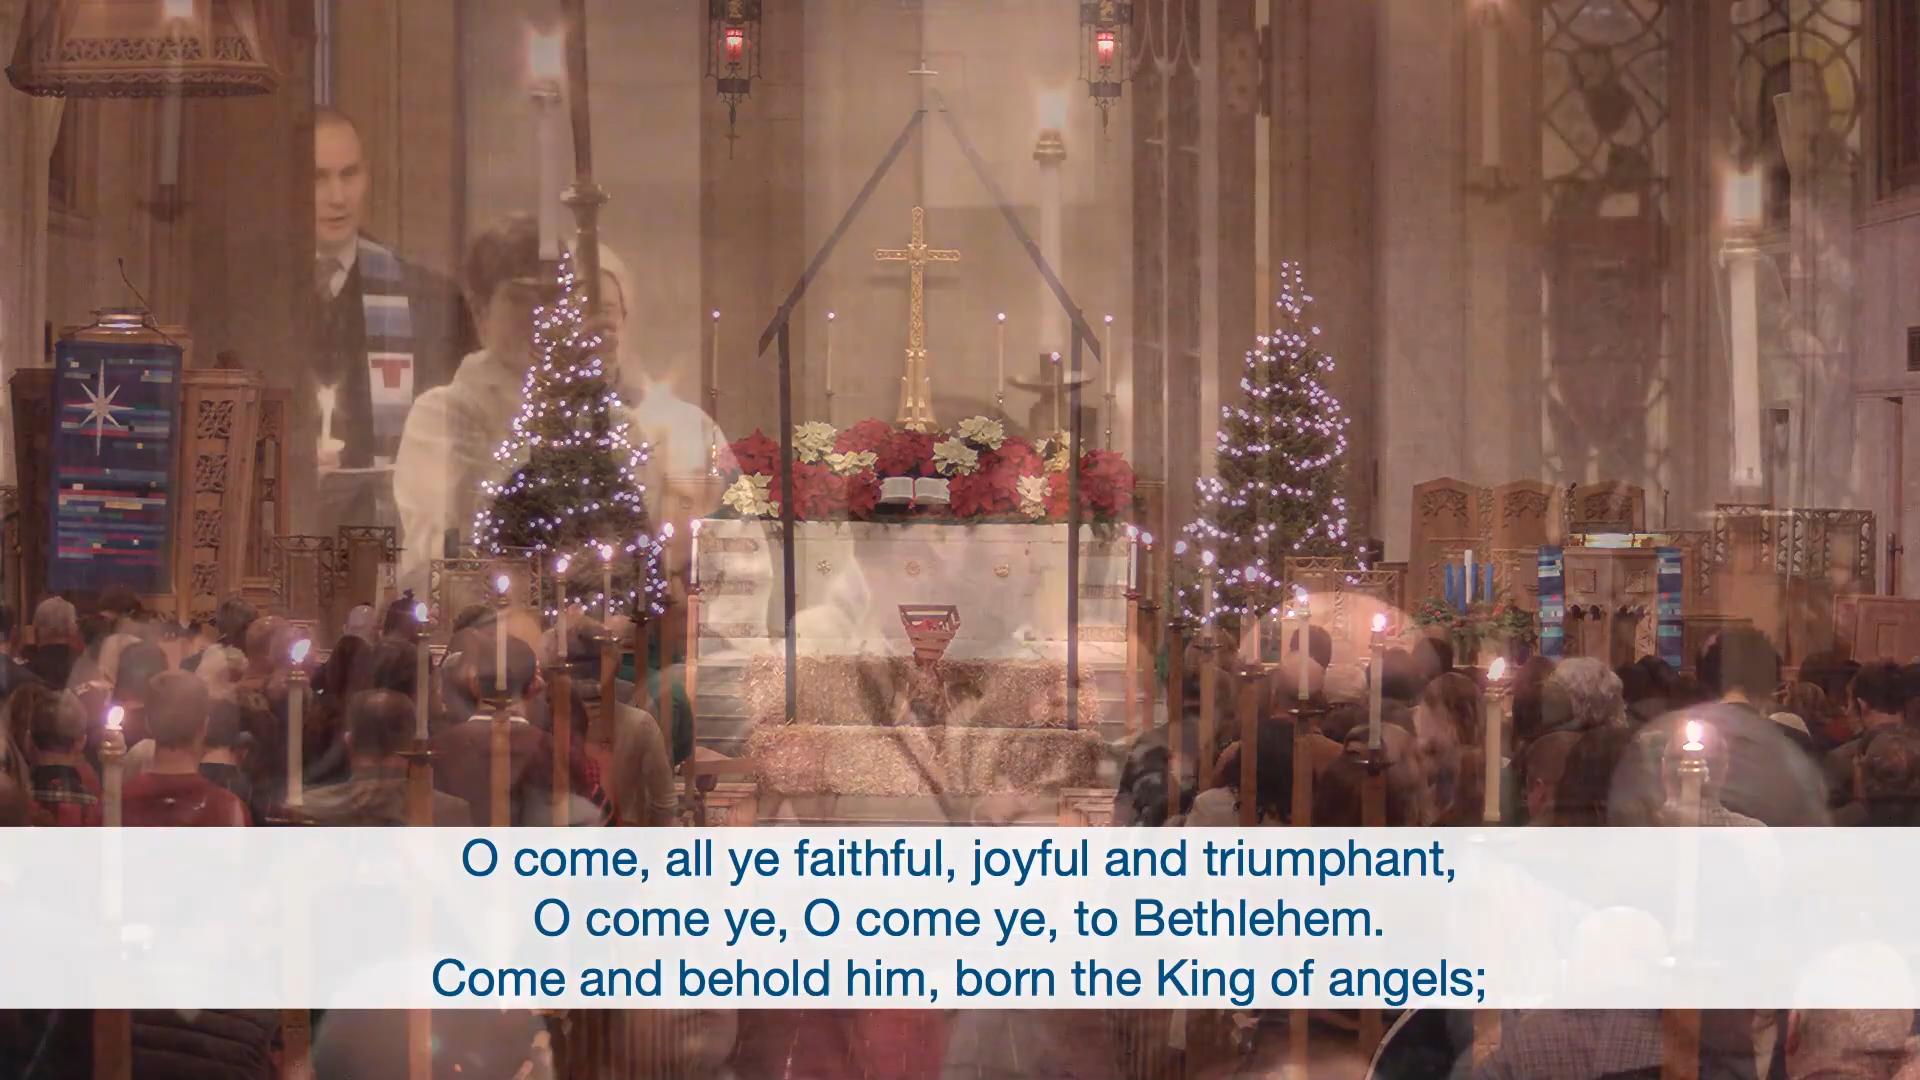 O come, all ye faithful, joyful and triumphant,
O come ye, O come ye, to Bethlehem.
Come and behold him, born the King of angels;